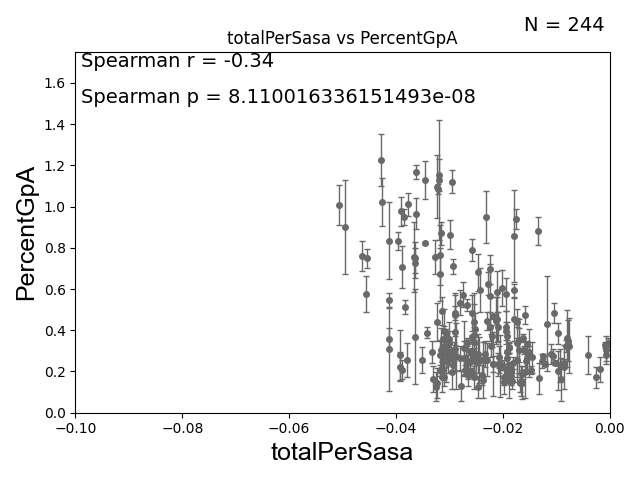 N = 244
totalPerSasa vs PercentGpA
Spearman r = -0.34
Spearman p = 8.110016336151493e-08
PercentGpA
1.6
1.4
1.2
1.0
0.8
0.6
0.4
0.2
0.0
−0.10
−0.08
−0.06
−0.04
−0.02
0.00
totalPerSasa